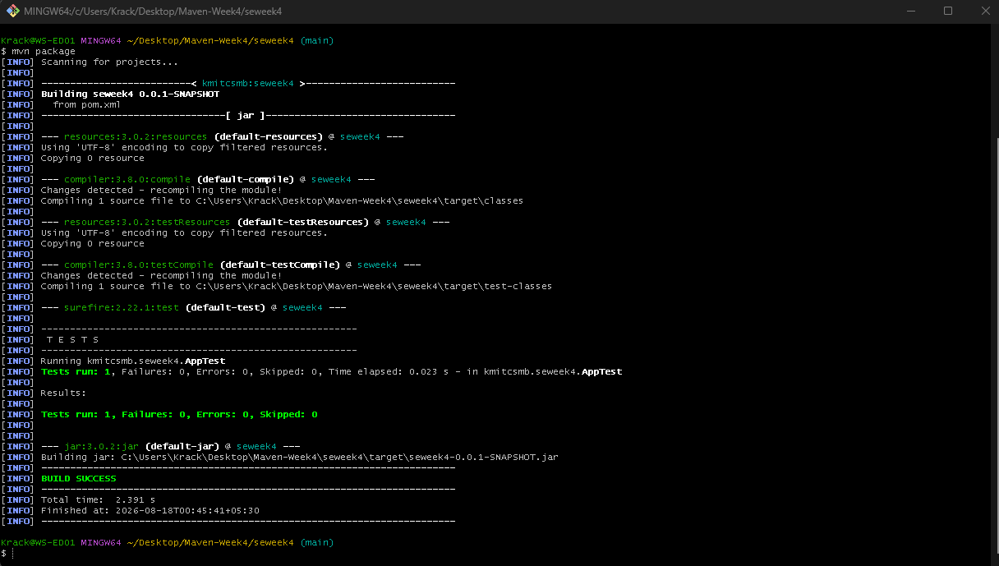 MINGW64:/c/Users/Krack/Desktop/Maven-Week4/seweek4
Krack@WS-ED01 MINGW64 ~/Desktop/Maven-Week4/seweek4 (main)
$ mvn package
[INFO] Scanning for projects...
[INFO]
[INFO] --------------------------< kmitcsmb:seweek4 >--------------------------
[INFO] Building seweek4 0.0.1-SNAPSHOT
[INFO]   from pom.xml
[INFO] --------------------------------[ jar ]---------------------------------
[INFO]
[INFO] --- resources:3.0.2:resources (default-resources) @ seweek4 ---
[INFO] Using 'UTF-8' encoding to copy filtered resources.
[INFO] Copying 0 resource
[INFO]
[INFO] --- compiler:3.8.0:compile (default-compile) @ seweek4 ---
[INFO] Changes detected - recompiling the module!
[INFO] Compiling 1 source file to C:\Users\Krack\Desktop\Maven-Week4\seweek4\target\classes
[INFO]
[INFO] --- resources:3.0.2:testResources (default-testResources) @ seweek4 ---
[INFO] Using 'UTF-8' encoding to copy filtered resources.
[INFO] Copying 0 resource
[INFO]
[INFO] --- compiler:3.8.0:testCompile (default-testCompile) @ seweek4 ---
[INFO] Changes detected - recompiling the module!
[INFO] Compiling 1 source file to C:\Users\Krack\Desktop\Maven-Week4\seweek4\target\test-classes
[INFO]
[INFO] --- surefire:2.22.1:test (default-test) @ seweek4 ---
[INFO]
[INFO] -------------------------------------------------------
[INFO]  T E S T S
[INFO] -------------------------------------------------------
[INFO] Running kmitcsmb.seweek4.AppTest
[INFO] Tests run: 1, Failures: 0, Errors: 0, Skipped: 0, Time elapsed: 0.023 s - in kmitcsmb.seweek4.AppTest
[INFO]
[INFO] Results:
[INFO]
[INFO] Tests run: 1, Failures: 0, Errors: 0, Skipped: 0
[INFO]
[INFO]
[INFO] --- jar:3.0.2:jar (default-jar) @ seweek4 ---
[INFO] Building jar: C:\Users\Krack\Desktop\Maven-Week4\seweek4\target\seweek4-0.0.1-SNAPSHOT.jar
[INFO] ------------------------------------------------------------------------
[INFO] BUILD SUCCESS
[INFO] ------------------------------------------------------------------------
[INFO] Total time:  2.391 s
[INFO] Finished at: 2026-08-18T00:45:41+05:30
[INFO] ------------------------------------------------------------------------
Krack@WS-ED01 MINGW64 ~/Desktop/Maven-Week4/seweek4 (main)
$